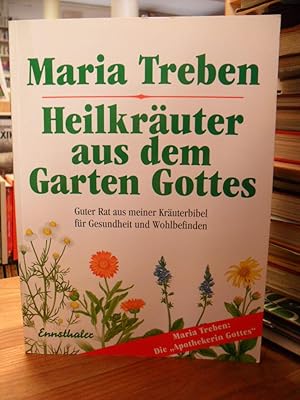 Maria Treben
Heilkräuter
aus dem
Garten Gottes
Guter Rat aus meiner Kräuterbibel
für Gesundheit und Wohlbefinden
Ennsthaler
Maria Treben:
Die „Apothekerin Gottes“